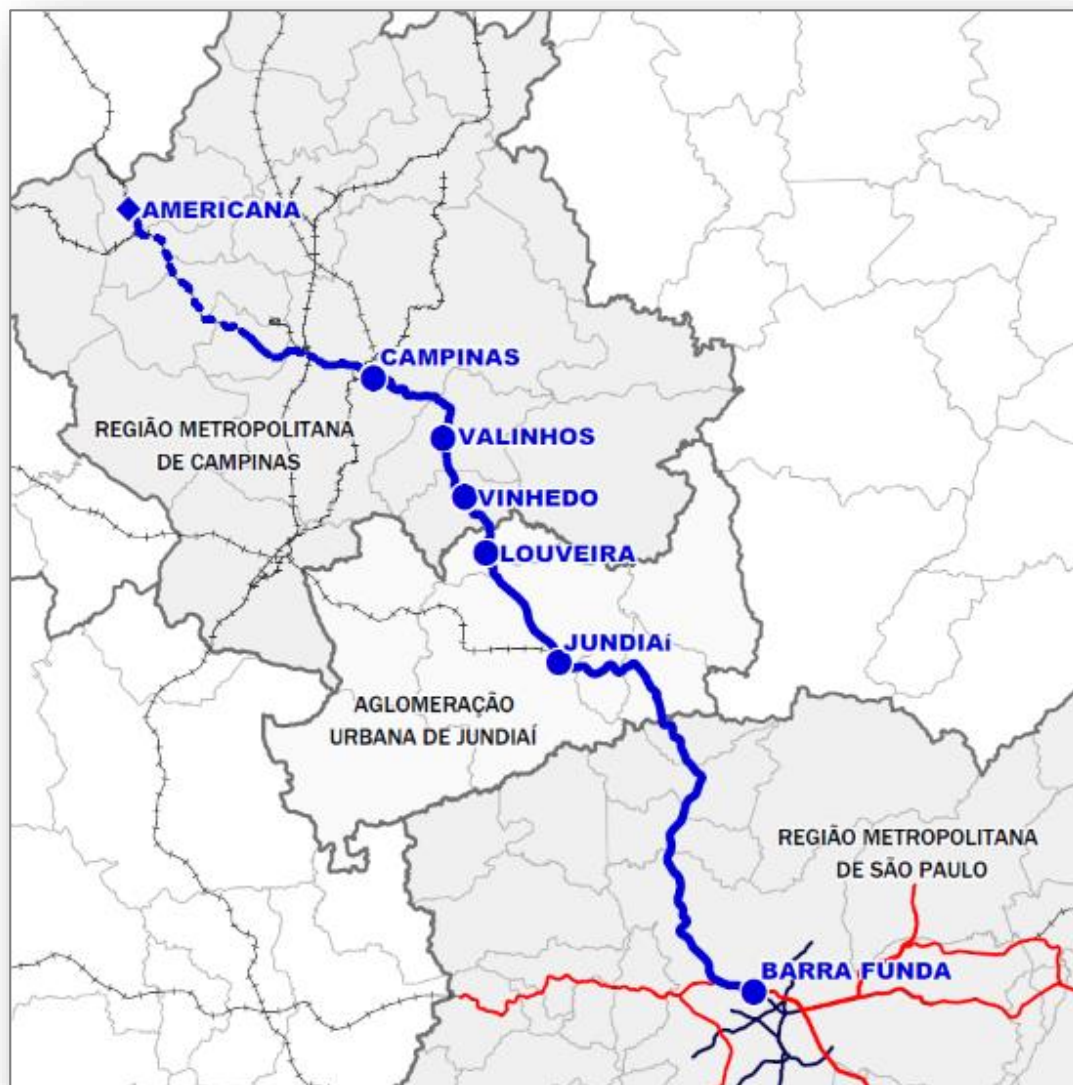 AMERICANA
CAMPINAS
REGIÃO METROPOLITANA
DE CAMPINAS
VALINHOS
VINHEDO
LOUVEIRA
JUNDIAí
AGLOMERAÇÃO
URBANA DE JUNDIAÍ
REGIÃO METROPOLITANA
DE SÃO PAULO
BARRA FUNDA